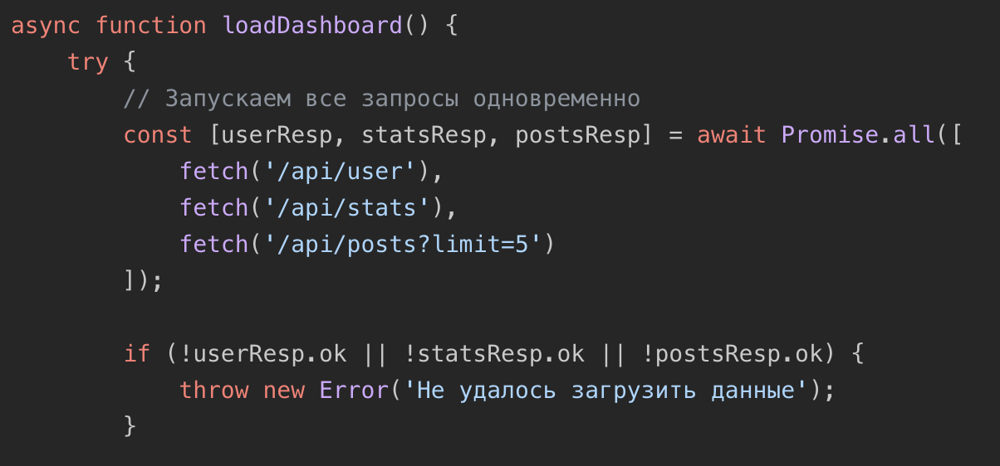 async function loadDashboard() {
    try {
        // Запускаем все запросы одновременно
        const [userResp, statsResp, postsResp] = await Promise.all([
            fetch('/api/user'),
            fetch('/api/stats'),
            fetch('/api/posts?limit=5')
        ]);

        if (!userResp.ok || !statsResp.ok || !postsResp.ok) {
            throw new Error('Не удалось загрузить данные');
        }